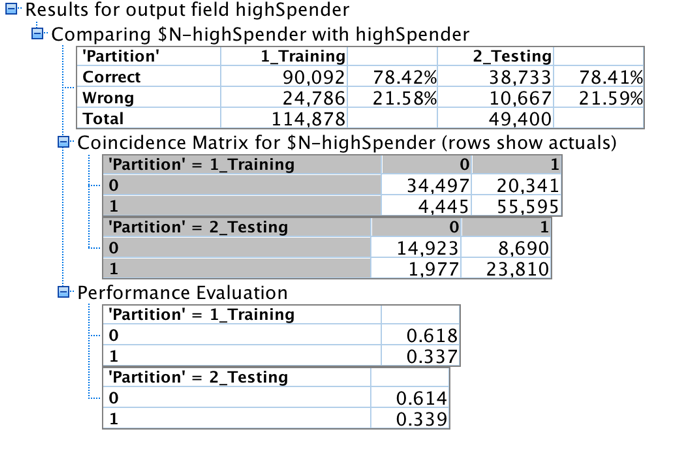 Results for output field highSpender
Comparing $N-highSpender with highSpender
'Partition' 1_Training 2_Testing
Correct 90,092 78.42% 38,733 78.41%
Wrong 24,786 21.58% 10,667 21.59%
Total 114,878 49,400
Coincidence Matrix for $N-highSpender (rows show actuals)
'Partition' = 1_Training 0 1
0 34,497 20,341
1 4,445 55,595
'Partition' = 2_Testing 0 1
0 14,923 8,690
1 1,977 23,810
Performance Evaluation
'Partition' = 1_Training
0 0.618
1 0.337
'Partition' = 2_Testing
0 0.614
1 0.339